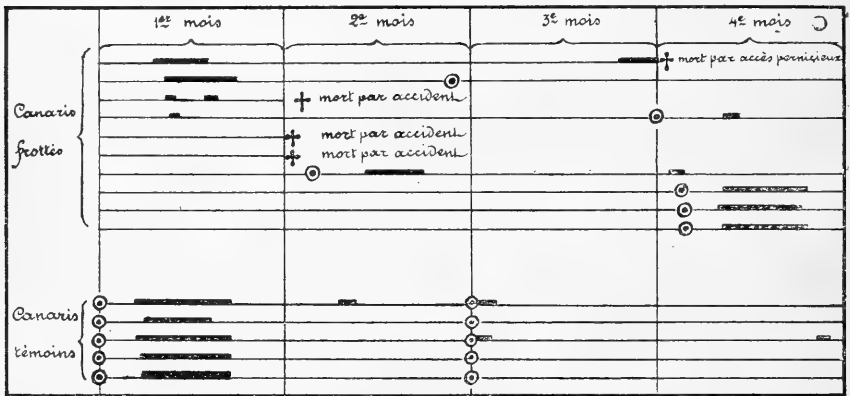 1er mois 2e mois 3e mois 4e mois
mort par accès pernicieux
mort par accident
Canaris
frottés
mort par accident
mort par accident
Canaris
témoins